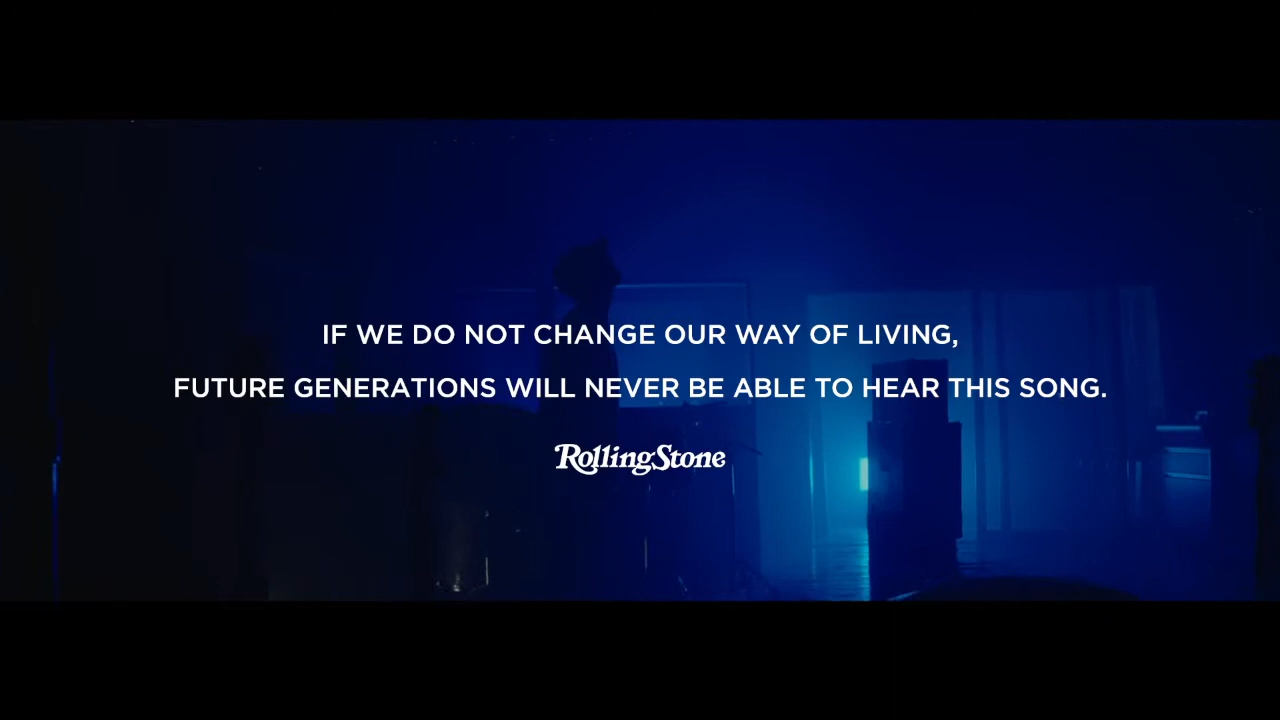 IF WE DO NOT CHANGE OUR WAY OF LIVING,
FUTURE GENERATIONS WILL NEVER BE ABLE TO HEAR THIS SONG.
RollingStone